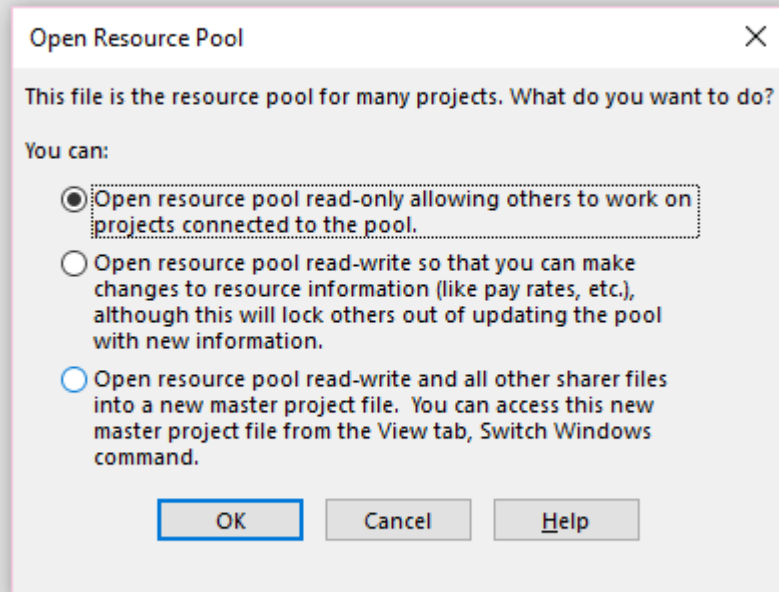 Open Resource Pool
This file is the resource pool for many projects. What do you want to do?
You can:
Open resource pool read-only allowing others to work on
projects connected to the pool.
Open resource pool read-write so that you can make
changes to resource information (like pay rates, etc.),
although this will lock others out of updating the pool
with new information.
Open resource pool read-write and all other sharer files
into a new master project file.  You can access this new
master project file from the View tab, Switch Windows
command.
OK
Cancel
Help